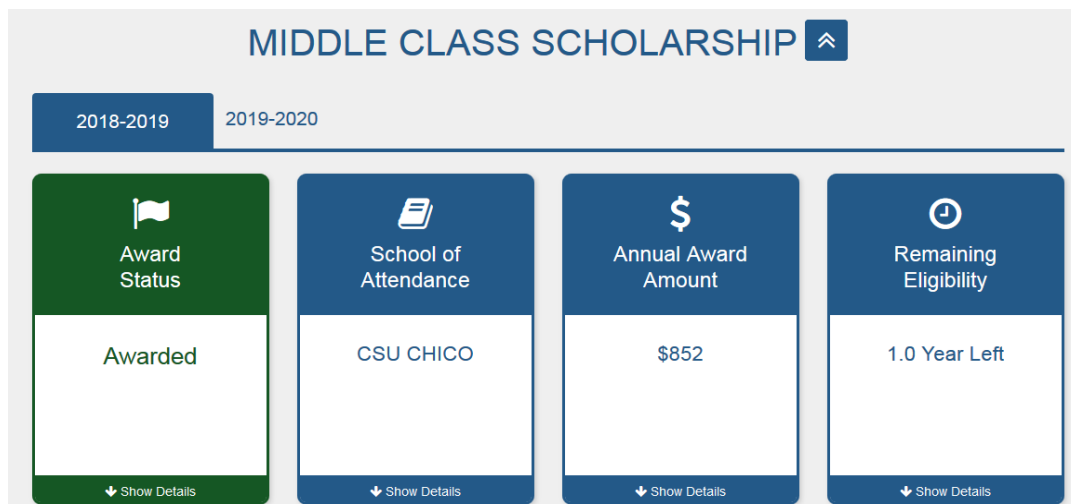 MIDDLE CLASS SCHOLARSHIP
2018-2019
2019-2020
Award
Status
Awarded
Show Details
School of
Attendance
CSU CHICO
Show Details
Annual Award
Amount
$852
Show Details
Remaining
Eligibility
1.0 Year Left
Show Details